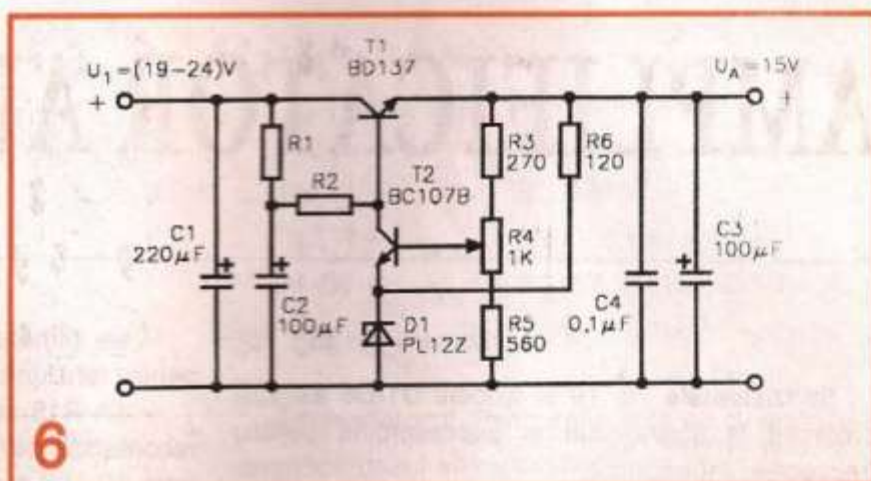 T1
BD137
U1=(19-24)V
+
UA=15V
+
R1
R2
T2
BC107B
R3
270
R6
120
R4
1K
C1
220µF
+
C2
100µF
+
D1
PL12Z
R5
560
C4
0,1µF
C3
100µF
+
6